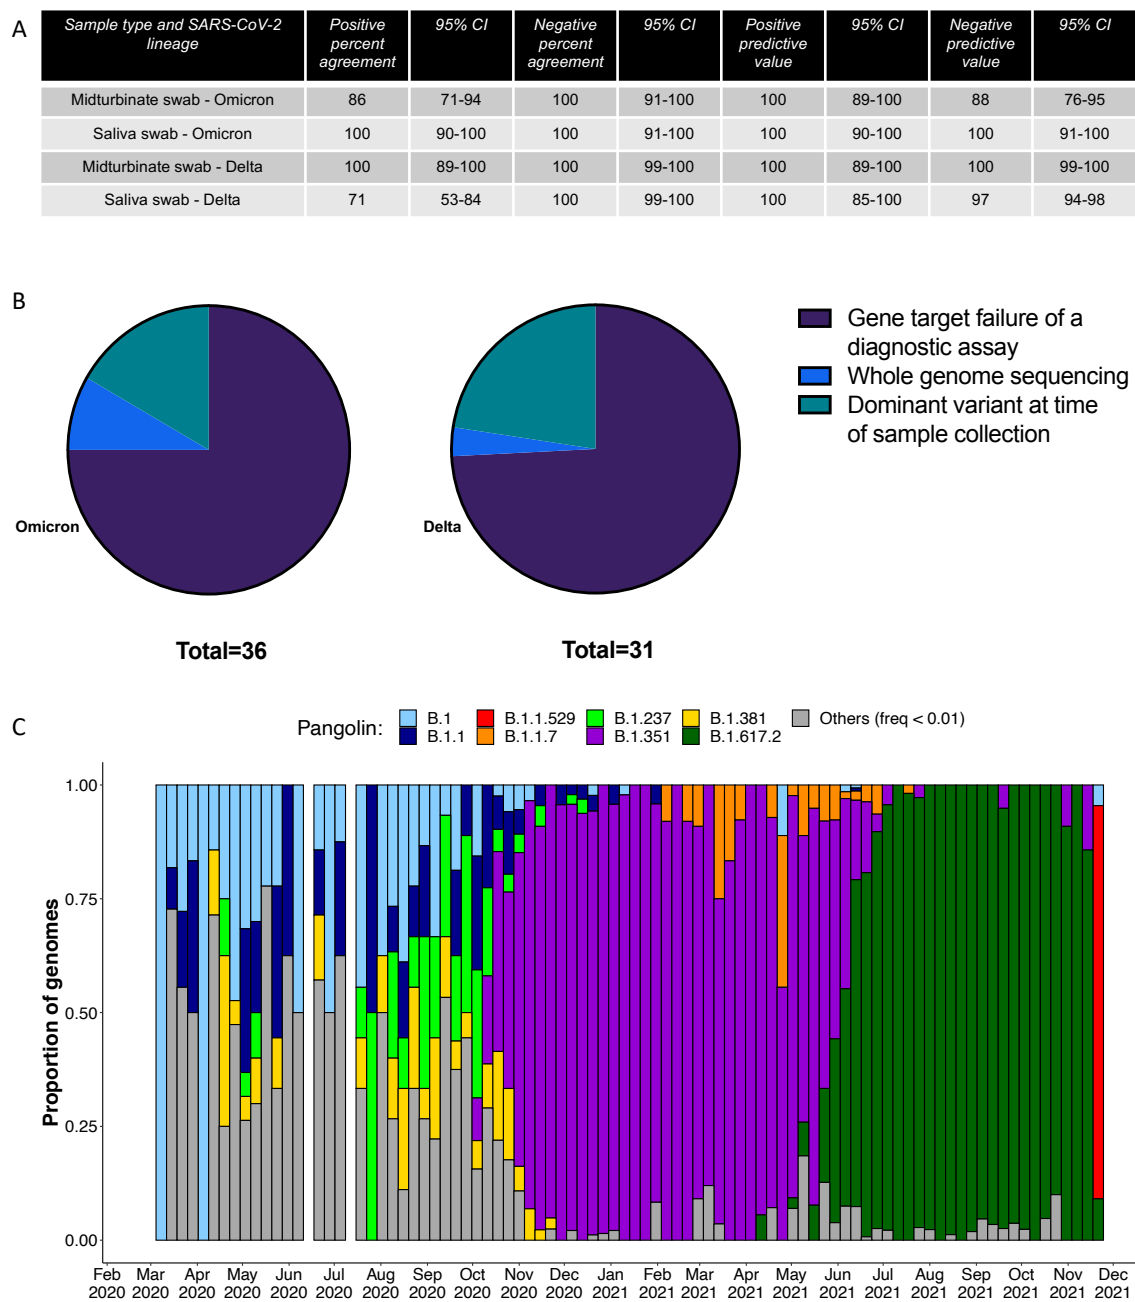 A
Sample type and SARS-CoV-2 lineage | Positive percent agreement | 95% CI | Negative percent agreement | 95% CI | Positive predictive value | 95% CI | Negative predictive value | 95% CI
Midturbinate swab - Omicron | 86 | 71-94 | 100 | 91-100 | 100 | 89-100 | 88 | 76-95
Saliva swab - Omicron | 100 | 90-100 | 100 | 91-100 | 100 | 90-100 | 100 | 91-100
Midturbinate swab - Delta | 100 | 89-100 | 100 | 99-100 | 100 | 89-100 | 100 | 99-100
Saliva swab - Delta | 71 | 53-84 | 100 | 99-100 | 100 | 85-100 | 97 | 94-98
B
Omicron
Total=36
Delta
Total=31
Gene target failure of a
diagnostic assay
Whole genome sequencing
Dominant variant at time
of sample collection
C
Pangolin:
B.1 B.1.1.529 B.1.237 B.1.381 Others (freq < 0.01)
B.1.1 B.1.1.7 B.1.351 B.1.617.2
Proportion of genomes
1.00
0.75
0.50
0.25
0.00
Feb Mar Apr May Jun Jul Aug Sep Oct Nov Dec Jan Feb Mar Apr May Jun Jul Aug Sep Oct Nov Dec
2020 2020 2020 2020 2020 2020 2020 2020 2020 2020 2020 2021 2021 2021 2021 2021 2021 2021 2021 2021 2021 2021 2021